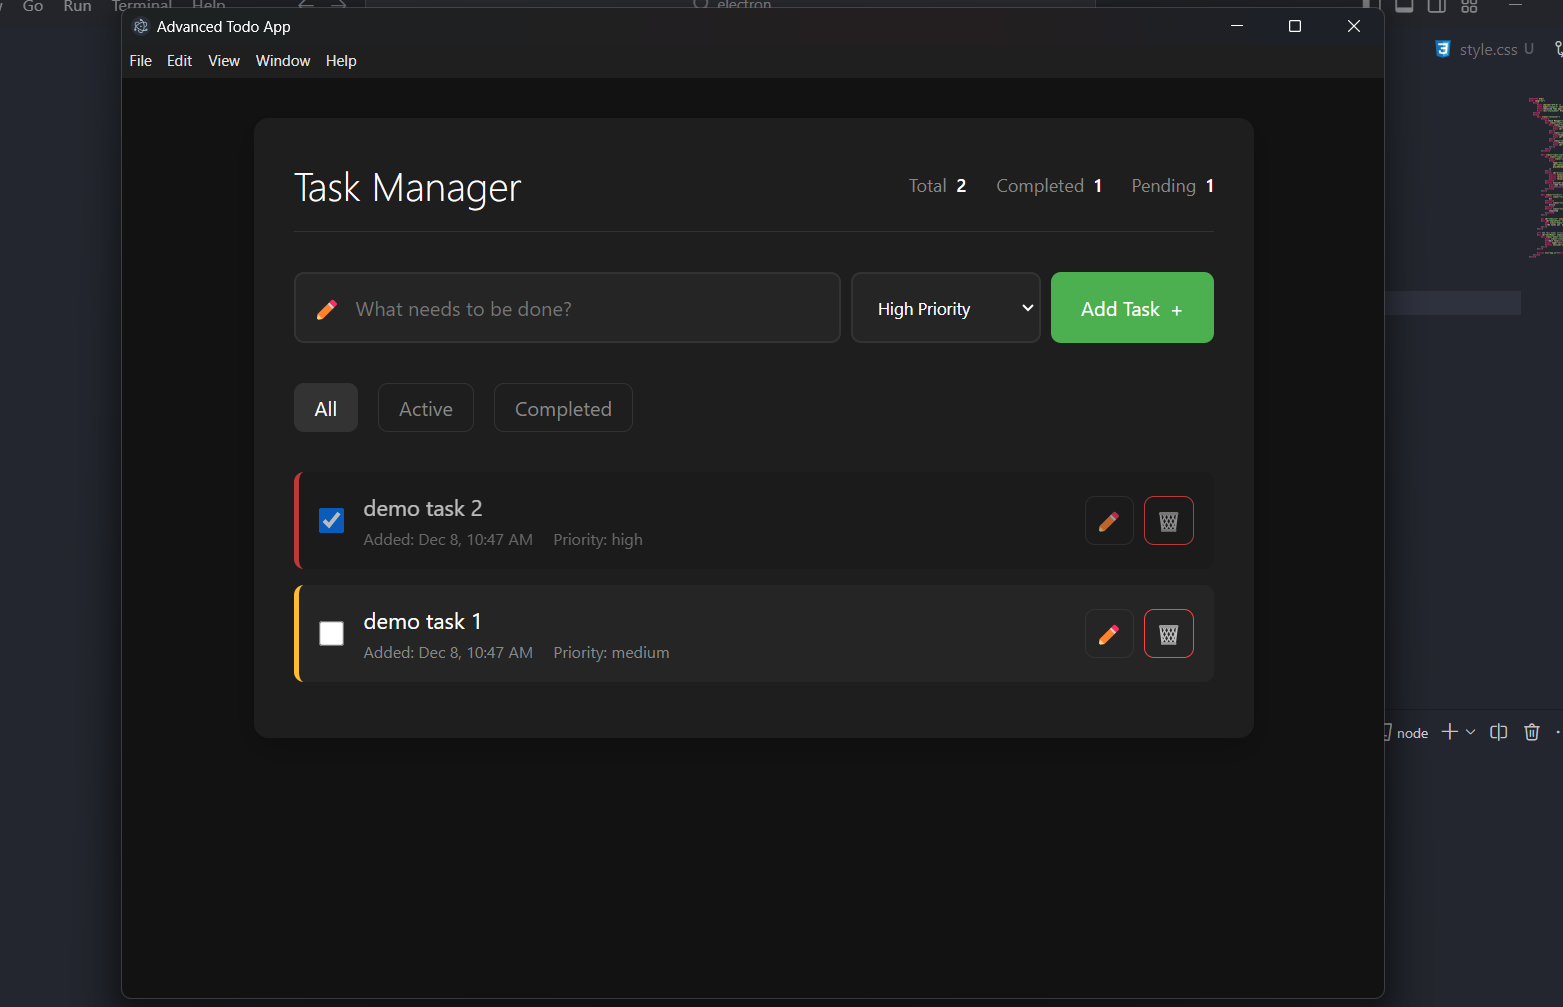 Go Run Terminal Help
electron
Advanced Todo App
File Edit View Window Help
style.css U
Task Manager
Total 2 Completed 1 Pending 1
What needs to be done?
High Priority
Add Task +
All Active Completed
demo task 2
Added: Dec 8, 10:47 AM Priority: high
demo task 1
Added: Dec 8, 10:47 AM Priority: medium
node